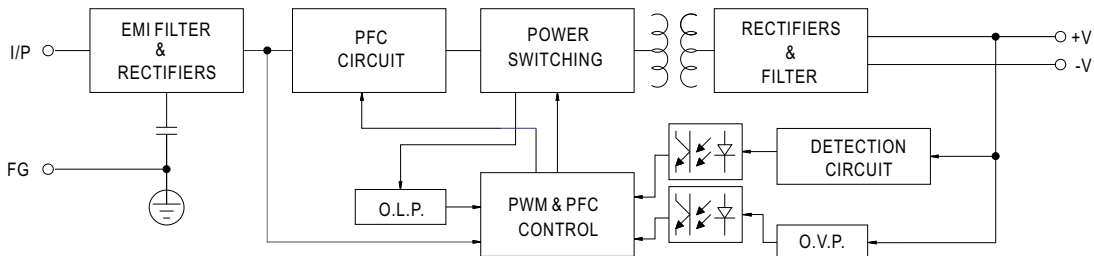 I/P
EMI FILTER
&
RECTIFIERS
PFC
CIRCUIT
POWER
SWITCHING
RECTIFIERS
&
FILTER
+V
-V
FG
DETECTION
CIRCUIT
O.L.P.
PWM & PFC
CONTROL
O.V.P.